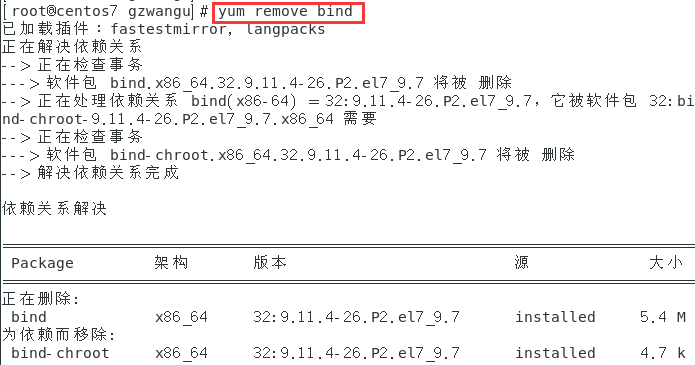 [root@centos7 gzwangu]# yum remove bind
已加载插件：fastestmirror, langpacks
正在解决依赖关系
--> 正在检查事务
---> 软件包 bind.x86_64.32.9.11.4-26.P2.el7_9.7 将被 删除
--> 正在处理依赖关系 bind(x86-64) = 32:9.11.4-26.P2.el7_9.7，它被软件包 32:bi
nd-chroot-9.11.4-26.P2.el7_9.7.x86_64 需要
--> 正在检查事务
---> 软件包 bind-chroot.x86_64.32.9.11.4-26.P2.el7_9.7 将被 删除
--> 解决依赖关系完成
依赖关系解决
Package 架构 版本 源 大小
正在删除:
bind x86_64 32:9.11.4-26.P2.el7_9.7 installed 5.4 M
为依赖而移除:
bind-chroot x86_64 32:9.11.4-26.P2.el7_9.7 installed 4.7 k